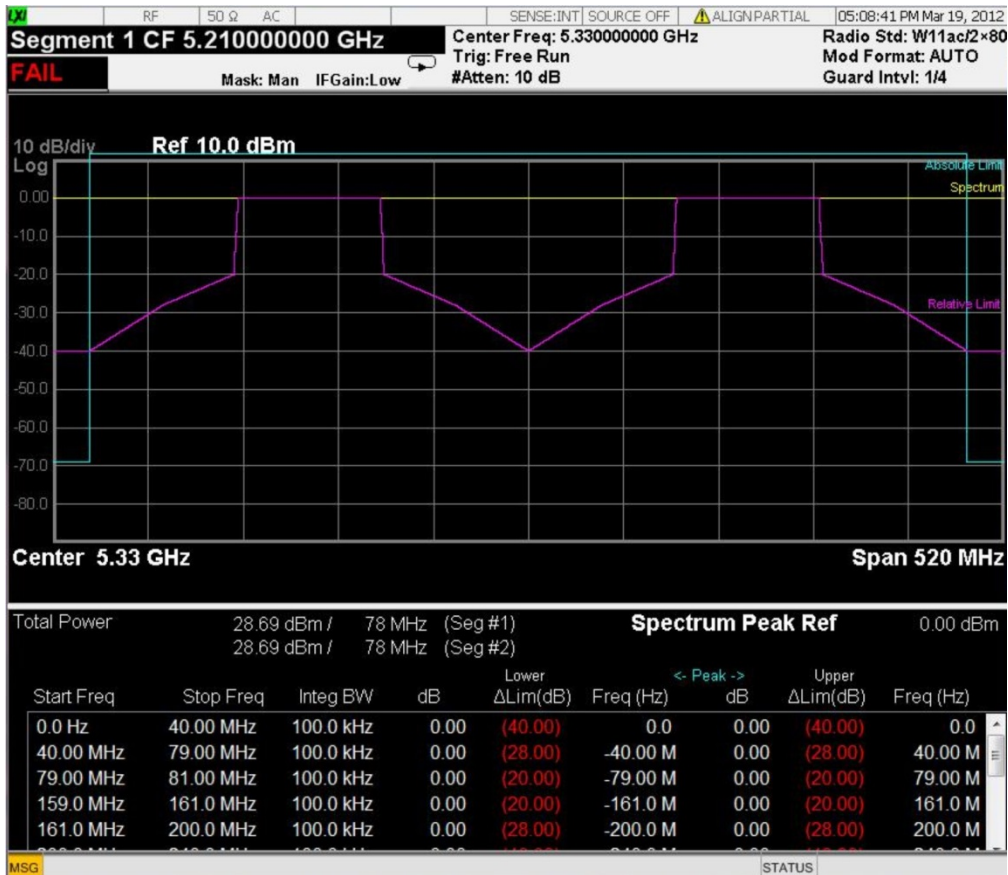 LXI RF 50 Ω AC SENSE:INT SOURCE OFF ALIGNPARTIAL 05:08:41 PM Mar 19, 2012
Segment 1 CF 5.210000000 GHz Center Freq: 5.330000000 GHz Radio Std: W11ac/2×80
Trig: Free Run Mod Format: AUTO
FAIL Mask: Man IFGain:Low #Atten: 10 dB Guard Intvl: 1/4
10 dB/div Ref 10.0 dBm
Log Absolute Limit
Spectrum
0.00
-10.0
-20.0
Relative Limit
-30.0
-40.0
-50.0
-60.0
-70.0
-80.0
Center 5.33 GHz Span 520 MHz
Total Power 28.69 dBm / 78 MHz (Seg #1) Spectrum Peak Ref 0.00 dBm
28.69 dBm / 78 MHz (Seg #2)
Lower <- Peak -> Upper
Start Freq Stop Freq Integ BW dB ΔLim(dB) Freq (Hz) dB ΔLim(dB) Freq (Hz)
0.0 Hz 40.00 MHz 100.0 kHz 0.00 (40.00) 0.0 0.00 (40.00) 0.0
40.00 MHz 79.00 MHz 100.0 kHz 0.00 (28.00) -40.00 M 0.00 (28.00) 40.00 M
79.00 MHz 81.00 MHz 100.0 kHz 0.00 (20.00) -79.00 M 0.00 (20.00) 79.00 M
159.0 MHz 161.0 MHz 100.0 kHz 0.00 (20.00) -161.0 M 0.00 (20.00) 161.0 M
161.0 MHz 200.0 MHz 100.0 kHz 0.00 (28.00) -200.0 M 0.00 (28.00) 200.0 M
MSG STATUS